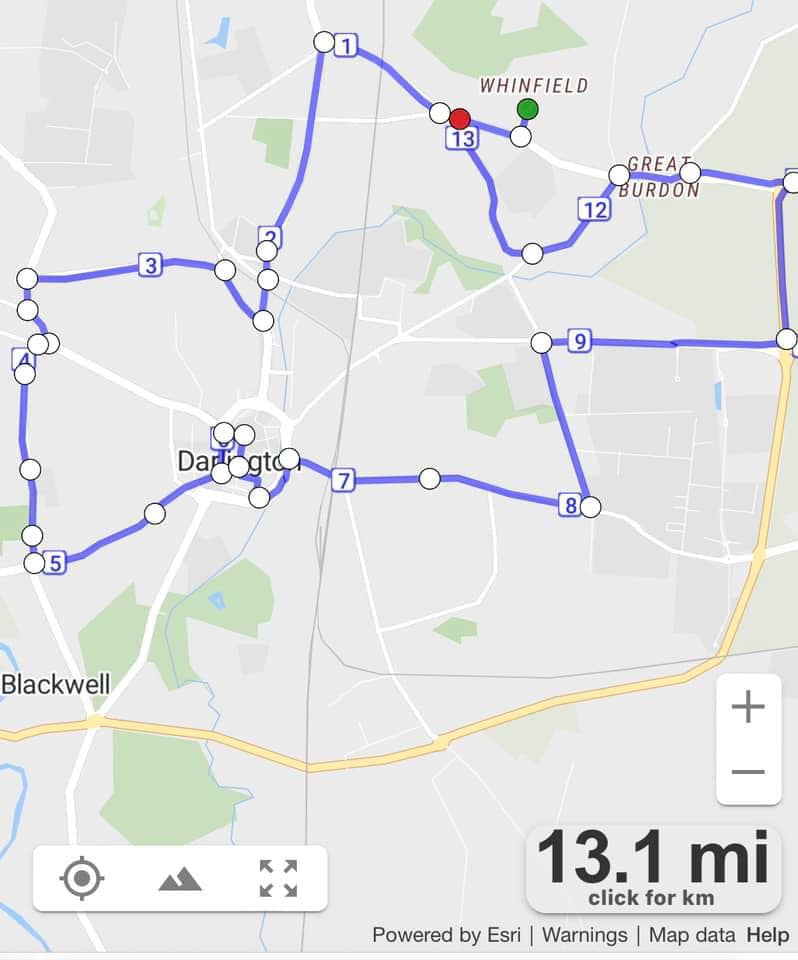 1
WHINFIELD
13
GREAT
BURDON
12
2
3
9
4
Darlington
7
8
5
Blackwell
+
−
13.1 mi
click for km
Powered by Esri | Warnings | Map data Help